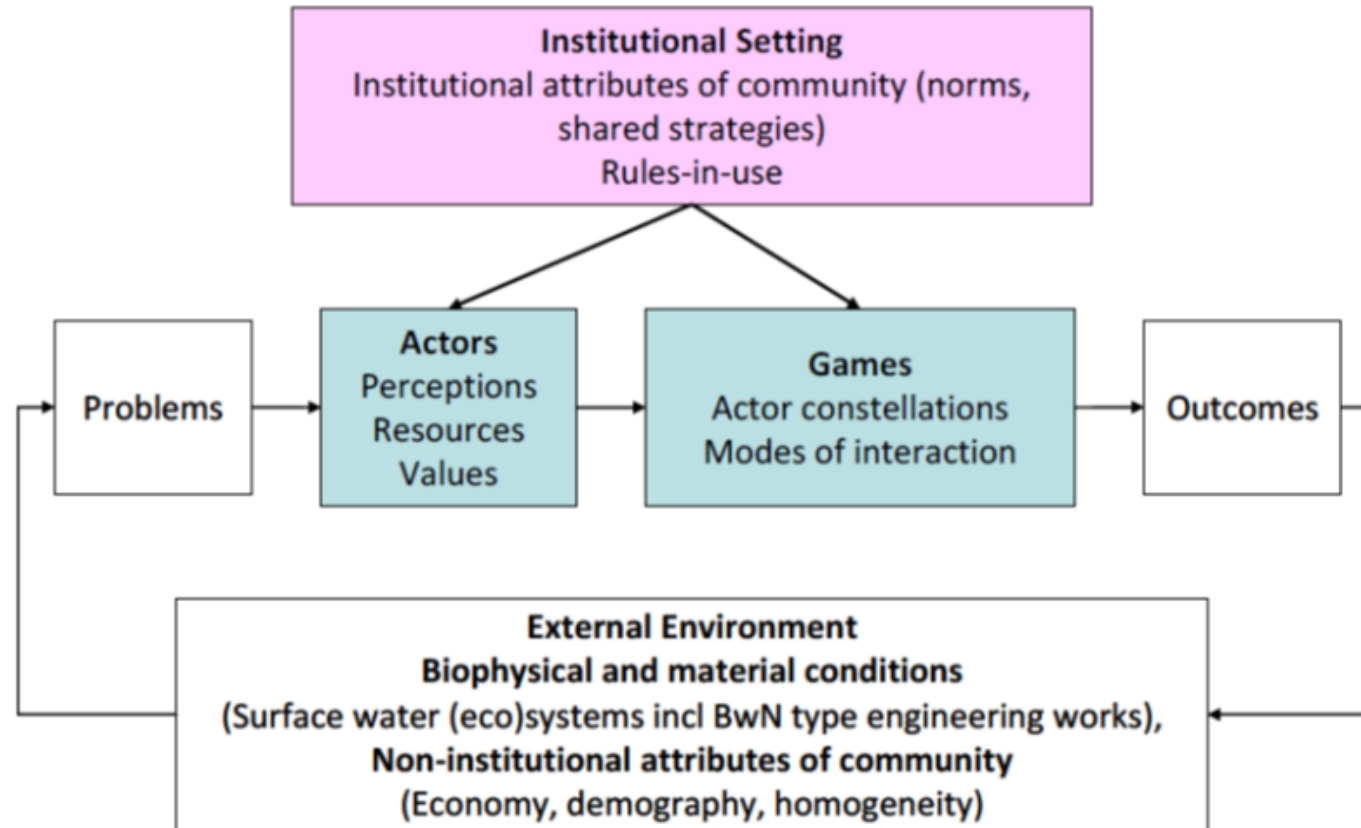 Institutional Setting
Institutional attributes of community (norms,
shared strategies)
Rules-in-use
Problems
Actors
Perceptions
Resources
Values
Games
Actor constellations
Modes of interaction
Outcomes
External Environment
Biophysical and material conditions
(Surface water (eco)systems incl BwN type engineering works),
Non-institutional attributes of community
(Economy, demography, homogeneity)